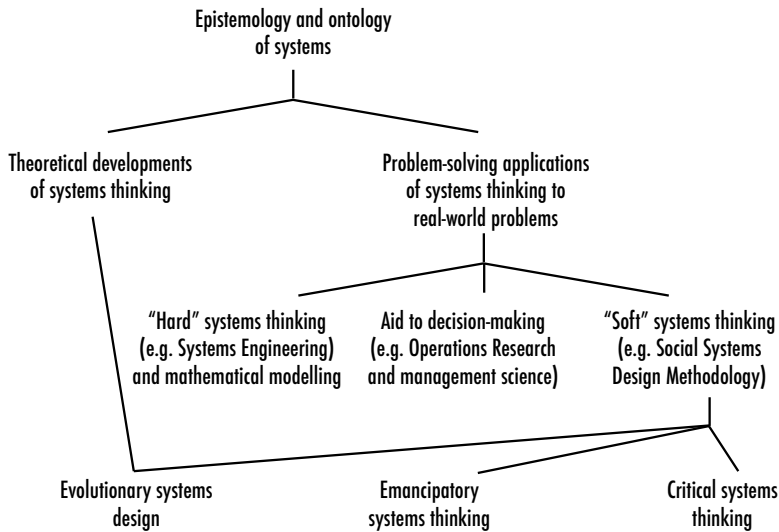 Epistemology and ontology
of systems
Theoretical developments
of systems thinking
Problem-solving applications
of systems thinking to
real-world problems
“Hard” systems thinking
(e.g. Systems Engineering)
and mathematical modelling
Aid to decision-making
(e.g. Operations Research
and management science)
“Soft” systems thinking
(e.g. Social Systems
Design Methodology)
Evolutionary systems
design
Emancipatory
systems thinking
Critical systems
thinking